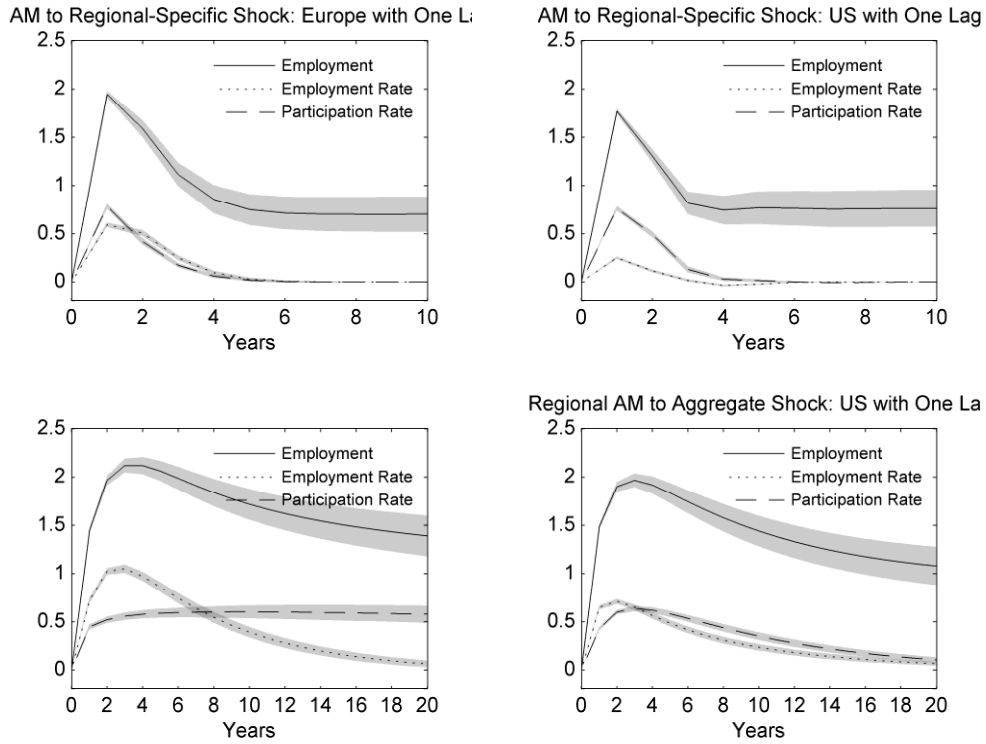 AM to Regional-Specific Shock: Europe with One La
2.5
2
1.5
1
0.5
0
Employment
Employment Rate
Participation Rate
0 2 4 6 8 10
Years
AM to Regional-Specific Shock: US with One Lag
2.5
2
1.5
1
0.5
0
Employment
Employment Rate
Participation Rate
0 2 4 6 8 10
Years
2.5
2
1.5
1
0.5
0
Employment
Employment Rate
Participation Rate
0 2 4 6 8 10 12 14 16 18 20
Years
Regional AM to Aggregate Shock: US with One La
2.5
2
1.5
1
0.5
0
Employment
Employment Rate
Participation Rate
0 2 4 6 8 10 12 14 16 18 20
Years